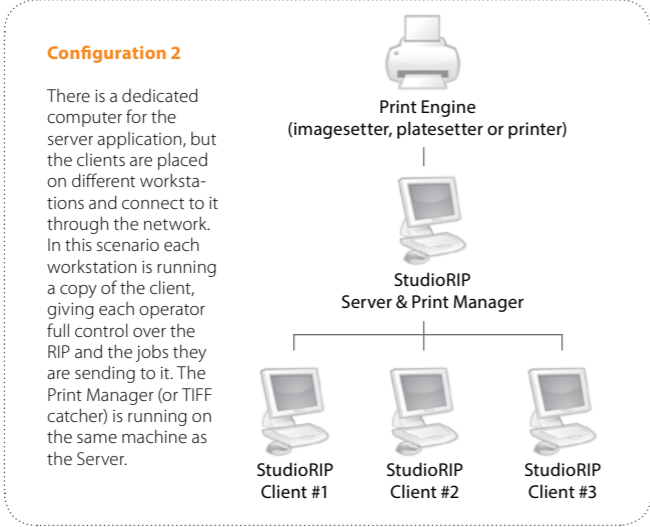 Configuration 2
There is a dedicated
computer for the
server application, but
the clients are placed
on different worksta-
tions and connect to it
through the network.
In this scenario each
workstation is running
a copy of the client,
giving each operator
full control over the
RIP and the jobs they
are sending to it. The
Print Manager (or TIFF
catcher) is running on
the same machine as
the Server.
Print Engine
(imagesetter, platesetter or printer)
StudioRIP
Server & Print Manager
StudioRIP
Client #1
StudioRIP
Client #2
StudioRIP
Client #3